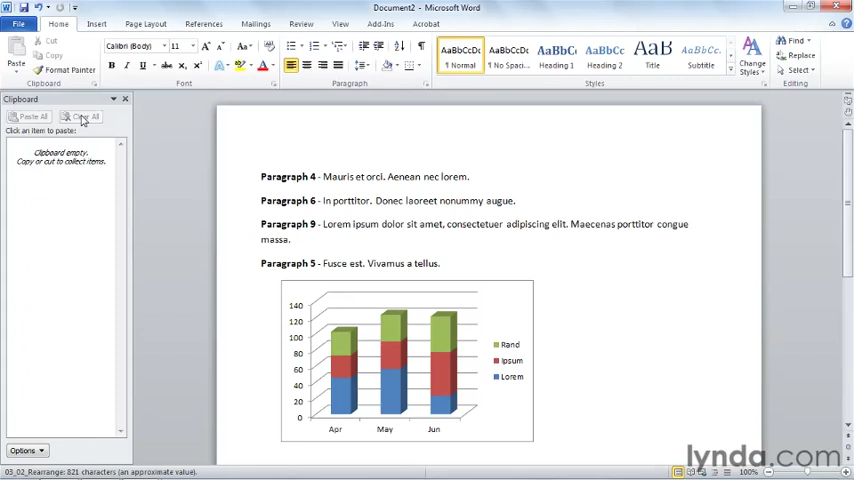 Document2 - Microsoft Word
File Home Insert Page Layout References Mailings Review View Add-Ins Acrobat
Cut
Copy
Format Painter
Paste
Calibri (Body) 11
AaBbCcDc AaBbCcDc AaBbCc AaBbCc AaB AaBbCc.
¶ Normal ¶ No Spaci... Heading 1 Heading 2 Title Subtitle
Change
Styles
Find
Replace
Select
Clipboard Font Paragraph Styles Editing
Clipboard
Paste All Clear All
Click an item to paste:
Clipboard empty.
Copy or cut to collect items.
Paragraph 4 - Mauris et orci. Aenean nec lorem.
Paragraph 6 - In porttitor. Donec laoreet nonummy augue.
Paragraph 9 - Lorem ipsum dolor sit amet, consectetuer adipiscing elit. Maecenas porttitor congue
massa.
Paragraph 5 - Fusce est. Vivamus a tellus.
140
120
100
80
60
40
20
0
Apr May Jun
Rand
Ipsum
Lorem
Options
03_02_Rearrange: 821 characters (an approximate value).
100%
lynda.com